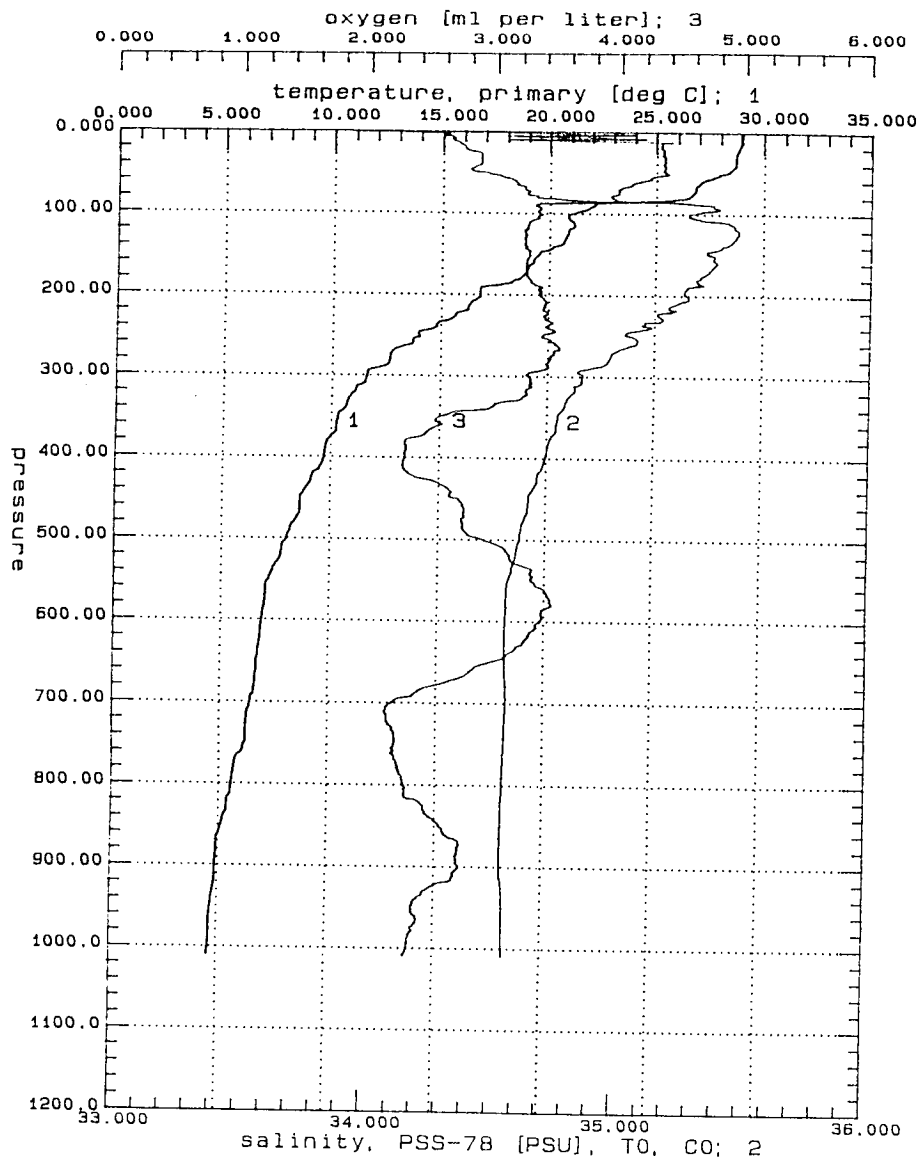 oxygen [ml per liter]; 3
0.000 1.000 2.000 3.000 4.000 5.000 6.000
temperature, primary [deg C]; 1
0.000 5.000 10.000 15.000 20.000 25.000 30.000 35.000
0.000
100.00
200.00
300.00
1 3 2
400.00
pressure
500.00
600.00
700.00
800.00
900.00
1000.0
1100.0
1200.0
33.000 34.000 35.000 36.000
salinity, PSS-78 [PSU], T0, C0; 2